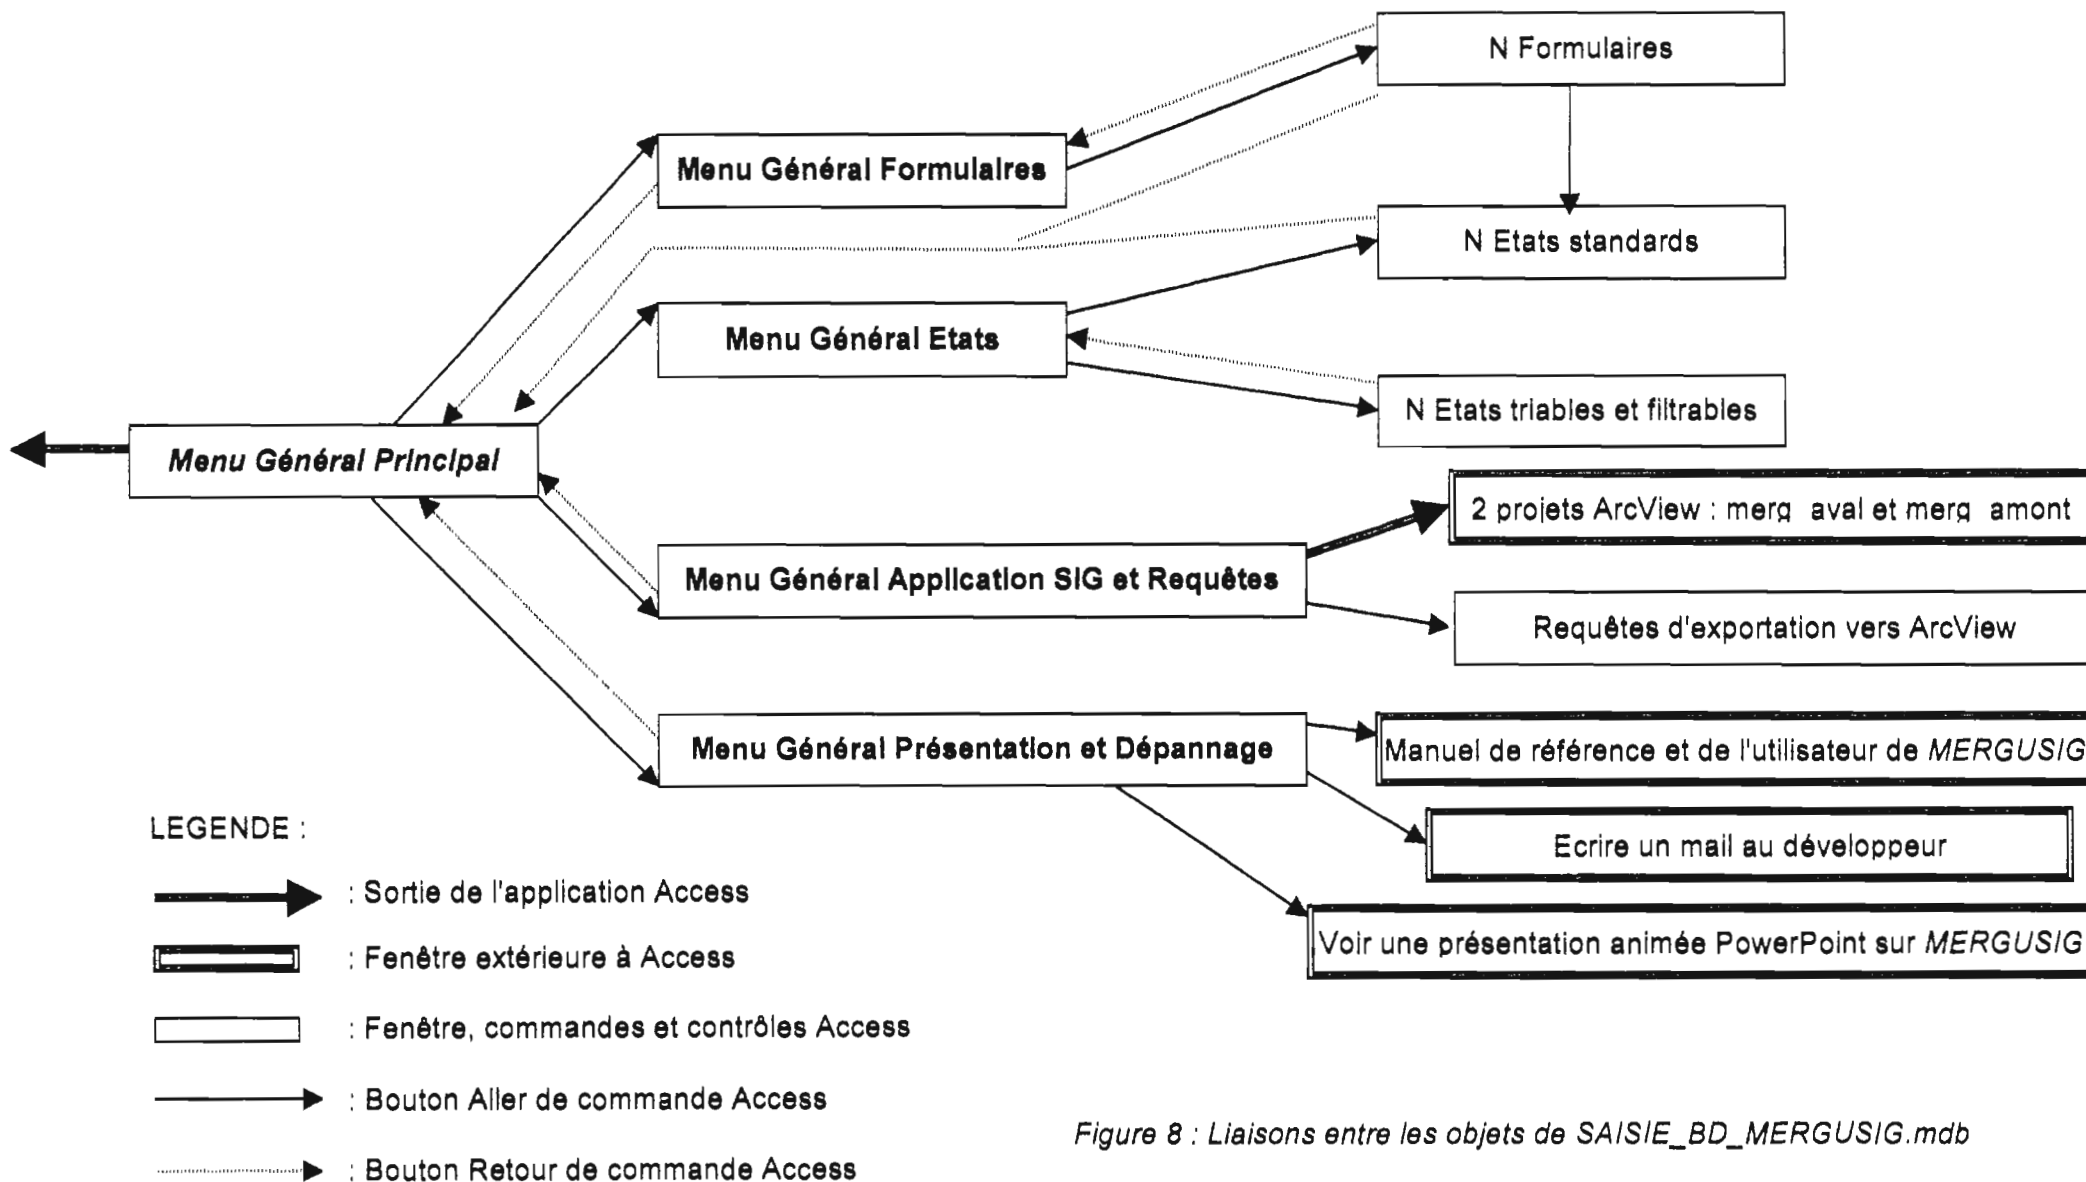 N Formulaires
Menu Général Formulaires
N Etats standards
Menu Général Etats
N Etats triables et filtrables
Menu Général Principal
2 projets ArcView : merg_aval et merg_amont
Menu Général Application SIG et Requêtes
Requêtes d'exportation vers ArcView
Menu Général Présentation et Dépannage
Manuel de référence et de l'utilisateur de MERGUSIG
Ecrire un mail au développeur
Voir une présentation animée PowerPoint sur MERGUSIG
LEGENDE :
: Sortie de l'application Access
: Fenêtre extérieure à Access
: Fenêtre, commandes et contrôles Access
: Bouton Aller de commande Access
: Bouton Retour de commande Access
Figure 8 : Liaisons entre les objets de SAISIE_BD_MERGUSIG.mdb